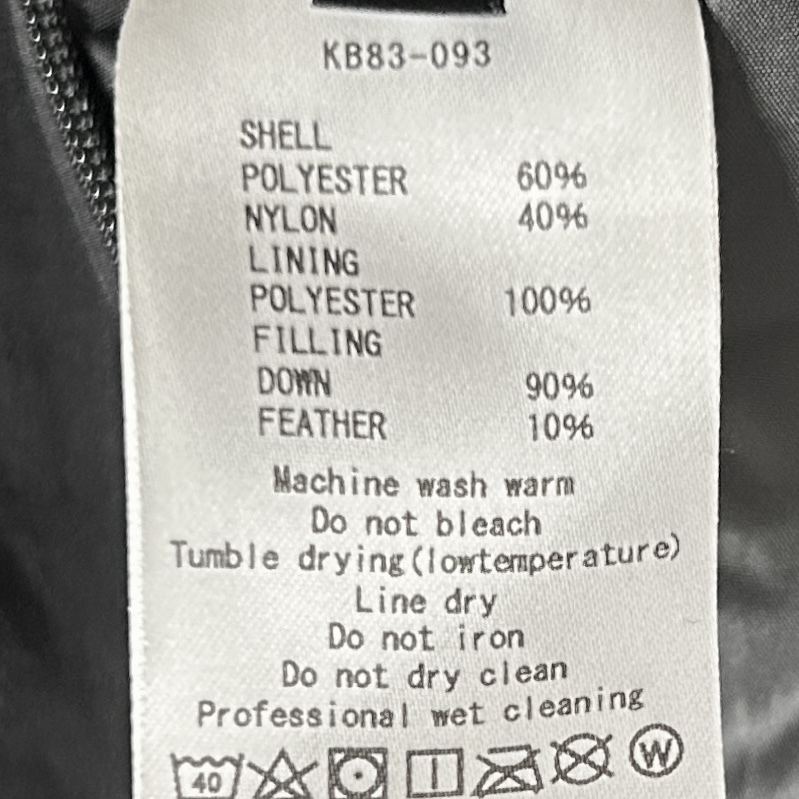 KB83-093
SHELL
POLYESTER 60%
NYLON 40%
LINING
POLYESTER 100%
FILLING
DOWN 90%
FEATHER 10%
Machine wash warm
Do not bleach
Tumble drying(lowtemperature)
Line dry
Do not iron
Do not dry clean
Professional wet cleaning
40 W